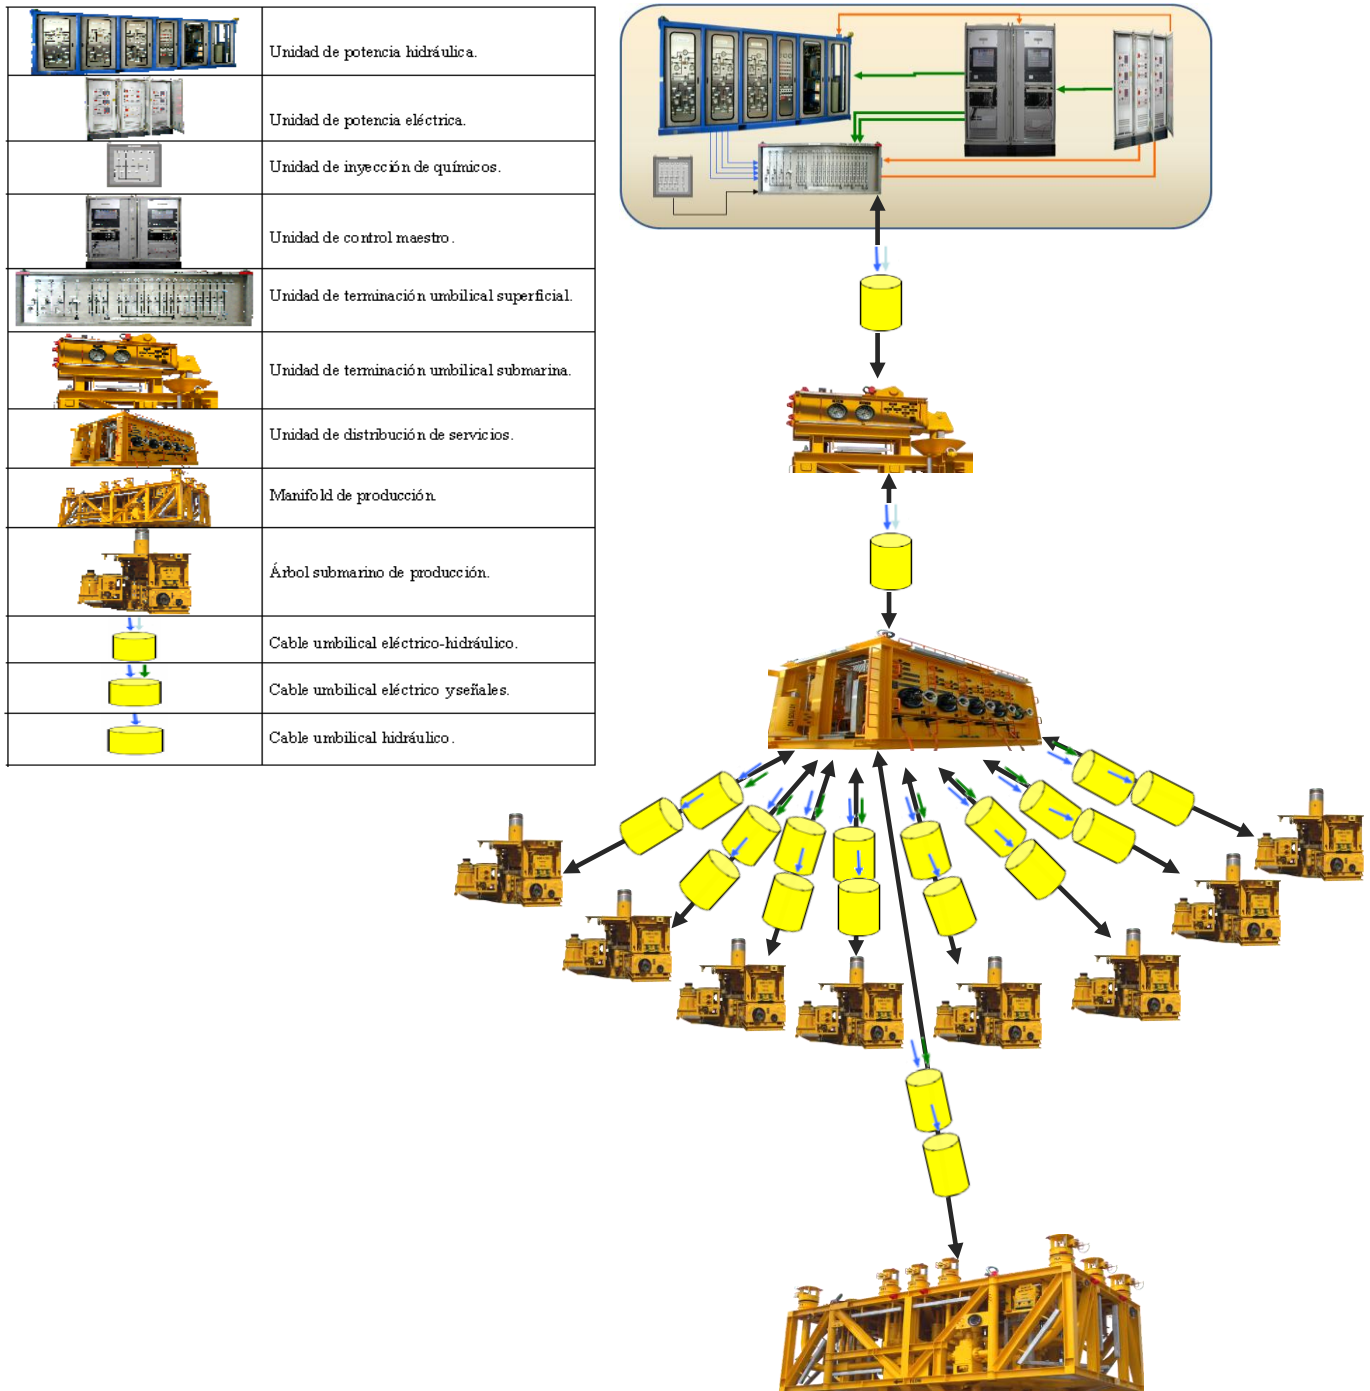 Unidad de potencia hidráulica.
Unidad de potencia eléctrica.
Unidad de inyección de químicos.
Unidad de control maestro.
Unidad de terminación umbilical superficial.
Unidad de terminación umbilical submarina.
Unidad de distribución de servicios.
Manifold de producción.
Árbol submarino de producción.
Cable umbilical eléctrico-hidráulico.
Cable umbilical eléctrico y señales.
Cable umbilical hidráulico.